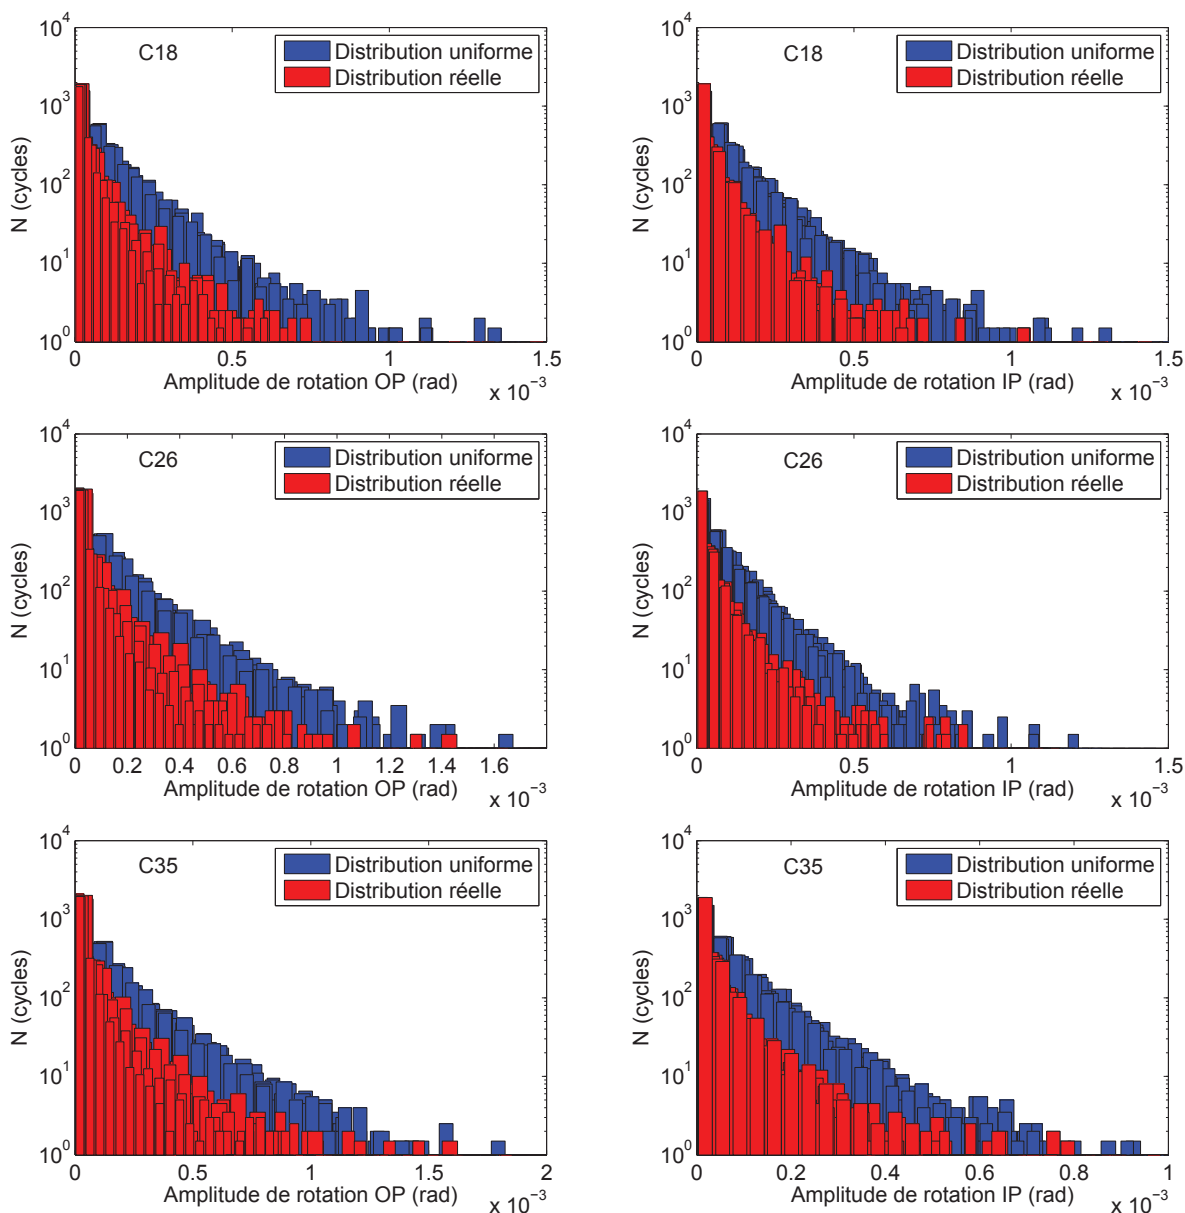 C18
Distribution uniforme
Distribution réelle
N (cycles)
10^4
10^3
10^2
10^1
10^0
0 0.5 1 1.5
Amplitude de rotation OP (rad)
x 10^−3
C18
Distribution uniforme
Distribution réelle
N (cycles)
10^4
10^3
10^2
10^1
10^0
0 0.5 1 1.5
Amplitude de rotation IP (rad)
x 10^−3
C26
Distribution uniforme
Distribution réelle
N (cycles)
10^4
10^3
10^2
10^1
10^0
0 0.2 0.4 0.6 0.8 1 1.2 1.4 1.6
Amplitude de rotation OP (rad)
x 10^−3
C26
Distribution uniforme
Distribution réelle
N (cycles)
10^4
10^3
10^2
10^1
10^0
0 0.5 1 1.5
Amplitude de rotation IP (rad)
x 10^−3
C35
Distribution uniforme
Distribution réelle
N (cycles)
10^4
10^3
10^2
10^1
10^0
0 0.5 1 1.5 2
Amplitude de rotation OP (rad)
x 10^−3
C35
Distribution uniforme
Distribution réelle
N (cycles)
10^4
10^3
10^2
10^1
10^0
0 0.2 0.4 0.6 0.8 1
Amplitude de rotation IP (rad)
x 10^−3